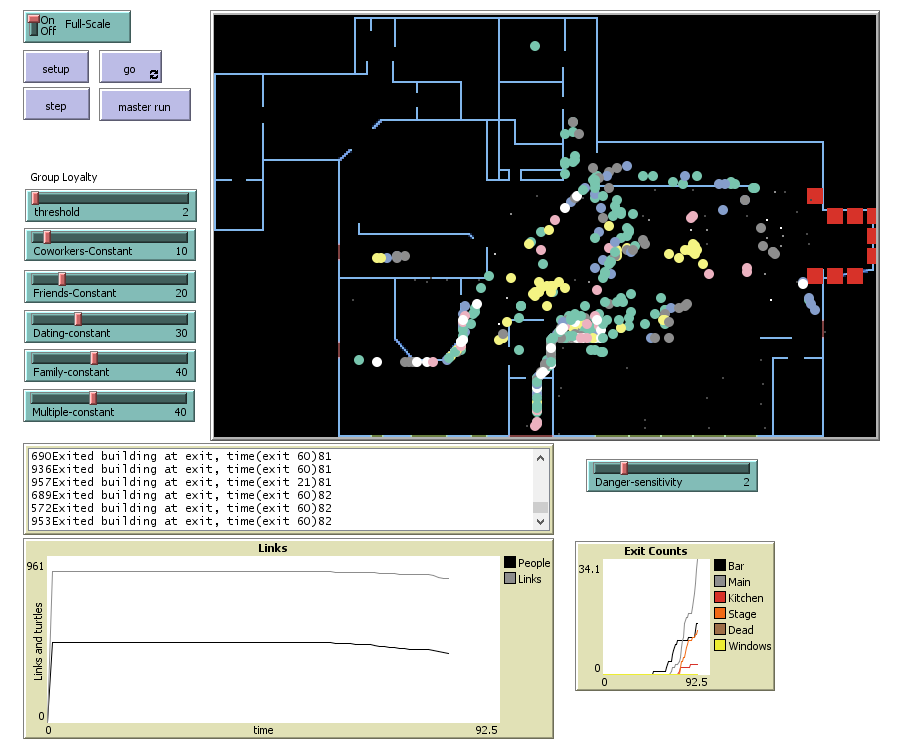 On
Off
Full-Scale
setup
go
step
master run
Group Loyalty
threshold 2
Coworkers-Constant 10
Friends-Constant 20
Dating-constant 30
Family-constant 40
Multiple-constant 40
690Exited building at exit, time(exit 60)81
936Exited building at exit, time(exit 60)81
957Exited building at exit, time(exit 21)81
689Exited building at exit, time(exit 60)82
572Exited building at exit, time(exit 60)82
953Exited building at exit, time(exit 60)82
Danger-sensitivity 2
Links
961
Links and turtles
0
0
time
92.5
People
Links
Exit Counts
34.1
0
0
92.5
Bar
Main
Kitchen
Stage
Dead
Windows